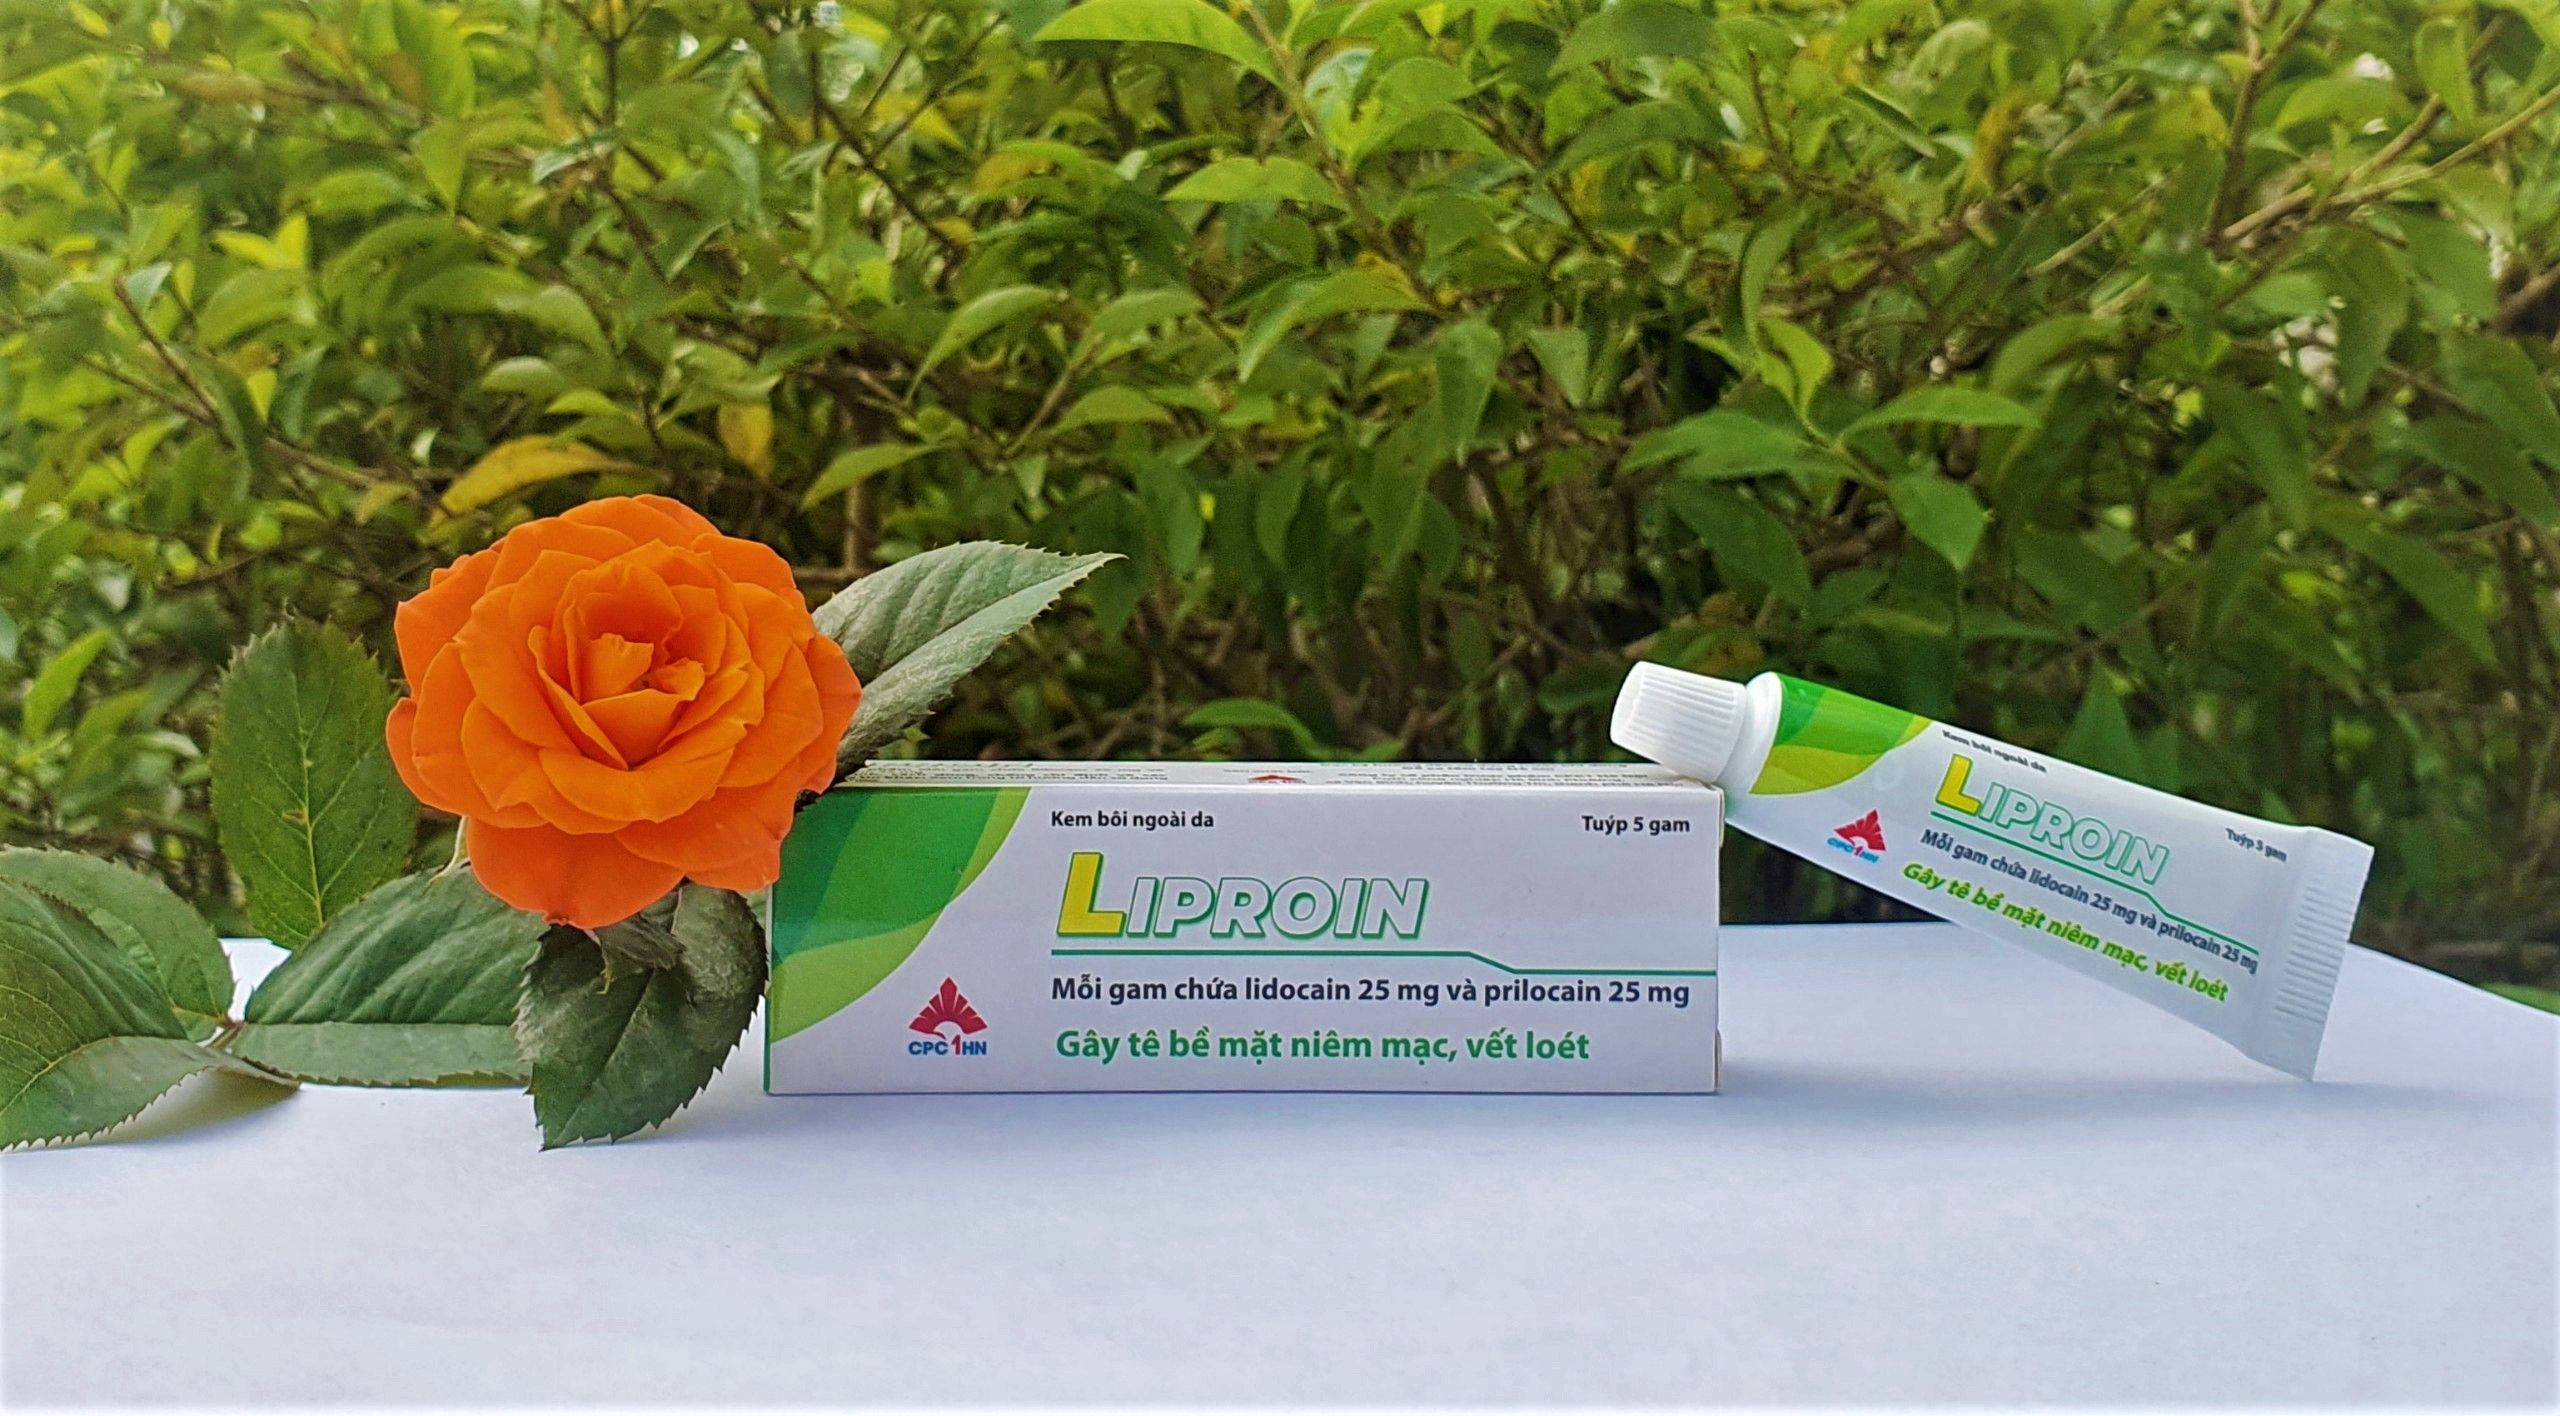 Kem bôi ngoài da
Tuýp 5 gam
LIPROIN
Mỗi gam chứa lidocain 25 mg và prilocain 25 mg
Gây tê bề mặt niêm mạc, vết loét
CPC1HN
Kem bôi ngoài da
Tuýp 5 gam
LIPROIN
Mỗi gam chứa lidocain 25 mg và prilocain 25 mg
Gây tê bề mặt niêm mạc, vết loét
CPC1HN